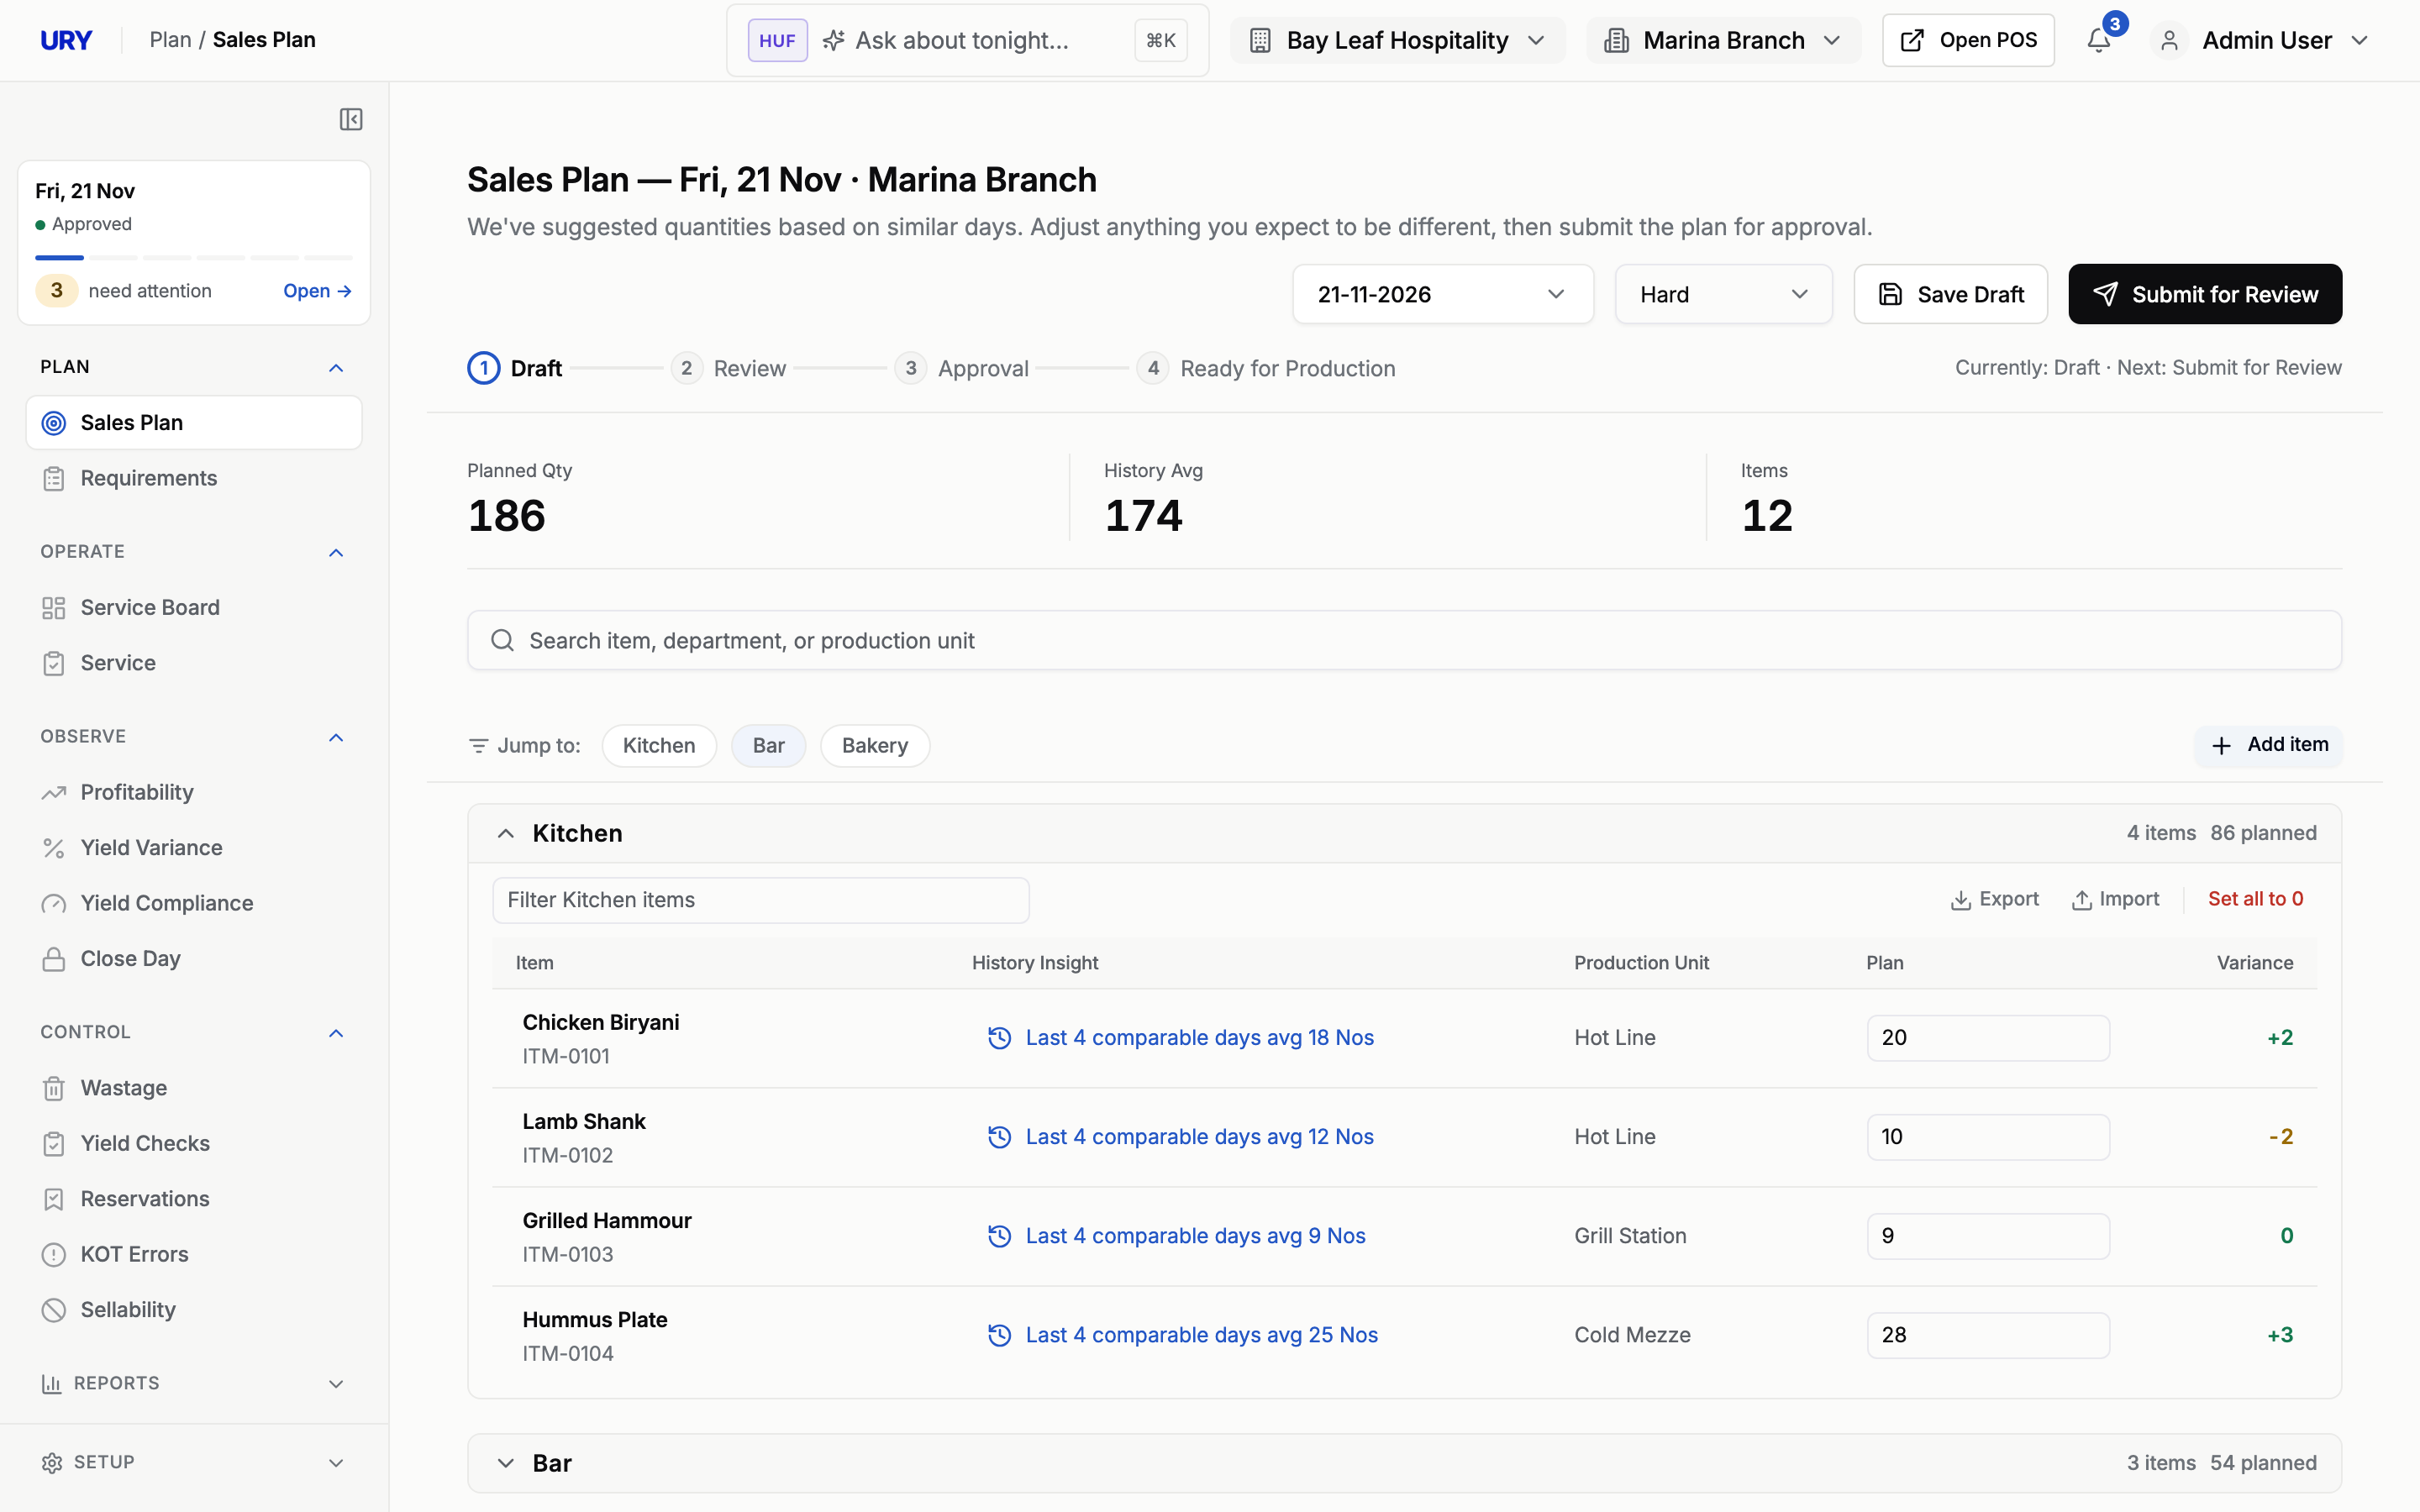 URY
Plan / Sales Plan
HUF Ask about tonight... ⌘K
Bay Leaf Hospitality
Marina Branch
Open POS
3
Admin User
Fri, 21 Nov
Approved
3 need attention Open →
PLAN
Sales Plan
Requirements
OPERATE
Service Board
Service
OBSERVE
Profitability
Yield Variance
Yield Compliance
Close Day
CONTROL
Wastage
Yield Checks
Reservations
KOT Errors
Sellability
REPORTS
SETUP
Sales Plan — Fri, 21 Nov · Marina Branch
We've suggested quantities based on similar days. Adjust anything you expect to be different, then submit the plan for approval.
21-11-2026 Hard Save Draft Submit for Review
1 Draft 2 Review 3 Approval 4 Ready for Production Currently: Draft · Next: Submit for Review
Planned Qty
186
History Avg
174
Items
12
Search item, department, or production unit
Jump to: Kitchen Bar Bakery + Add item
Kitchen 4 items 86 planned
Filter Kitchen items Export Import Set all to 0
Item History Insight Production Unit Plan Variance
Chicken Biryani
ITM-0101
Last 4 comparable days avg 18 Nos Hot Line 20 +2
Lamb Shank
ITM-0102
Last 4 comparable days avg 12 Nos Hot Line 10 -2
Grilled Hammour
ITM-0103
Last 4 comparable days avg 9 Nos Grill Station 9 0
Hummus Plate
ITM-0104
Last 4 comparable days avg 25 Nos Cold Mezze 28 +3
Bar 3 items 54 planned